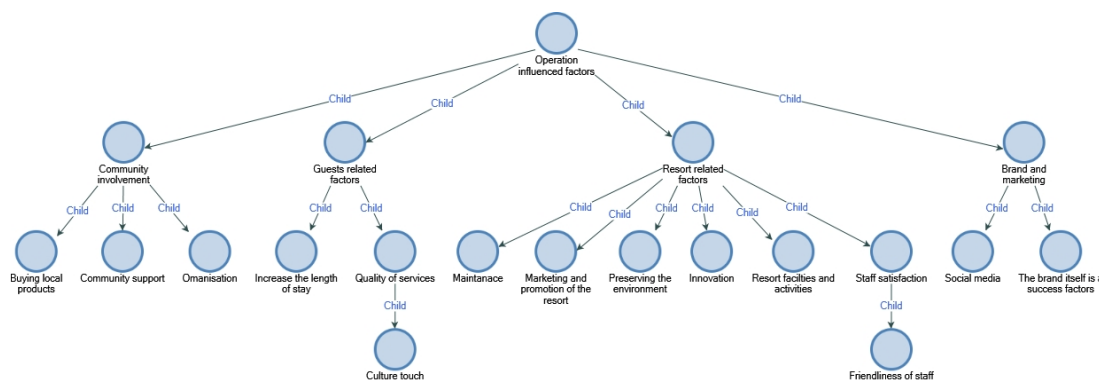 Operation
influenced factors
Child
Child
Child
Child
Community
involvement
Guests related
factors
Resort related
factors
Brand and
marketing
Child
Child
Child
Child
Child
Child
Child
Child
Child
Child
Child
Child
Child
Buying local
products
Community support
Omanisation
Increase the length
of stay
Quality of services
Maintanace
Marketing and
promotion of the
resort
Preserving the
environment
Innovation
Resort facilties and
activities
Staff satisfaction
Social media
The brand itself is a
success factors
Child
Child
Culture touch
Friendliness of staff